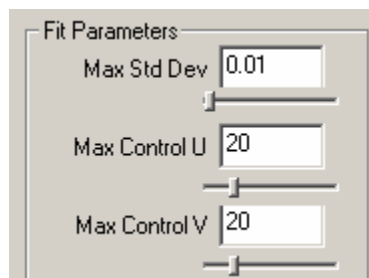 Fit Parameters
Max Std Dev 0.01
Max Control U 20
Max Control V 20